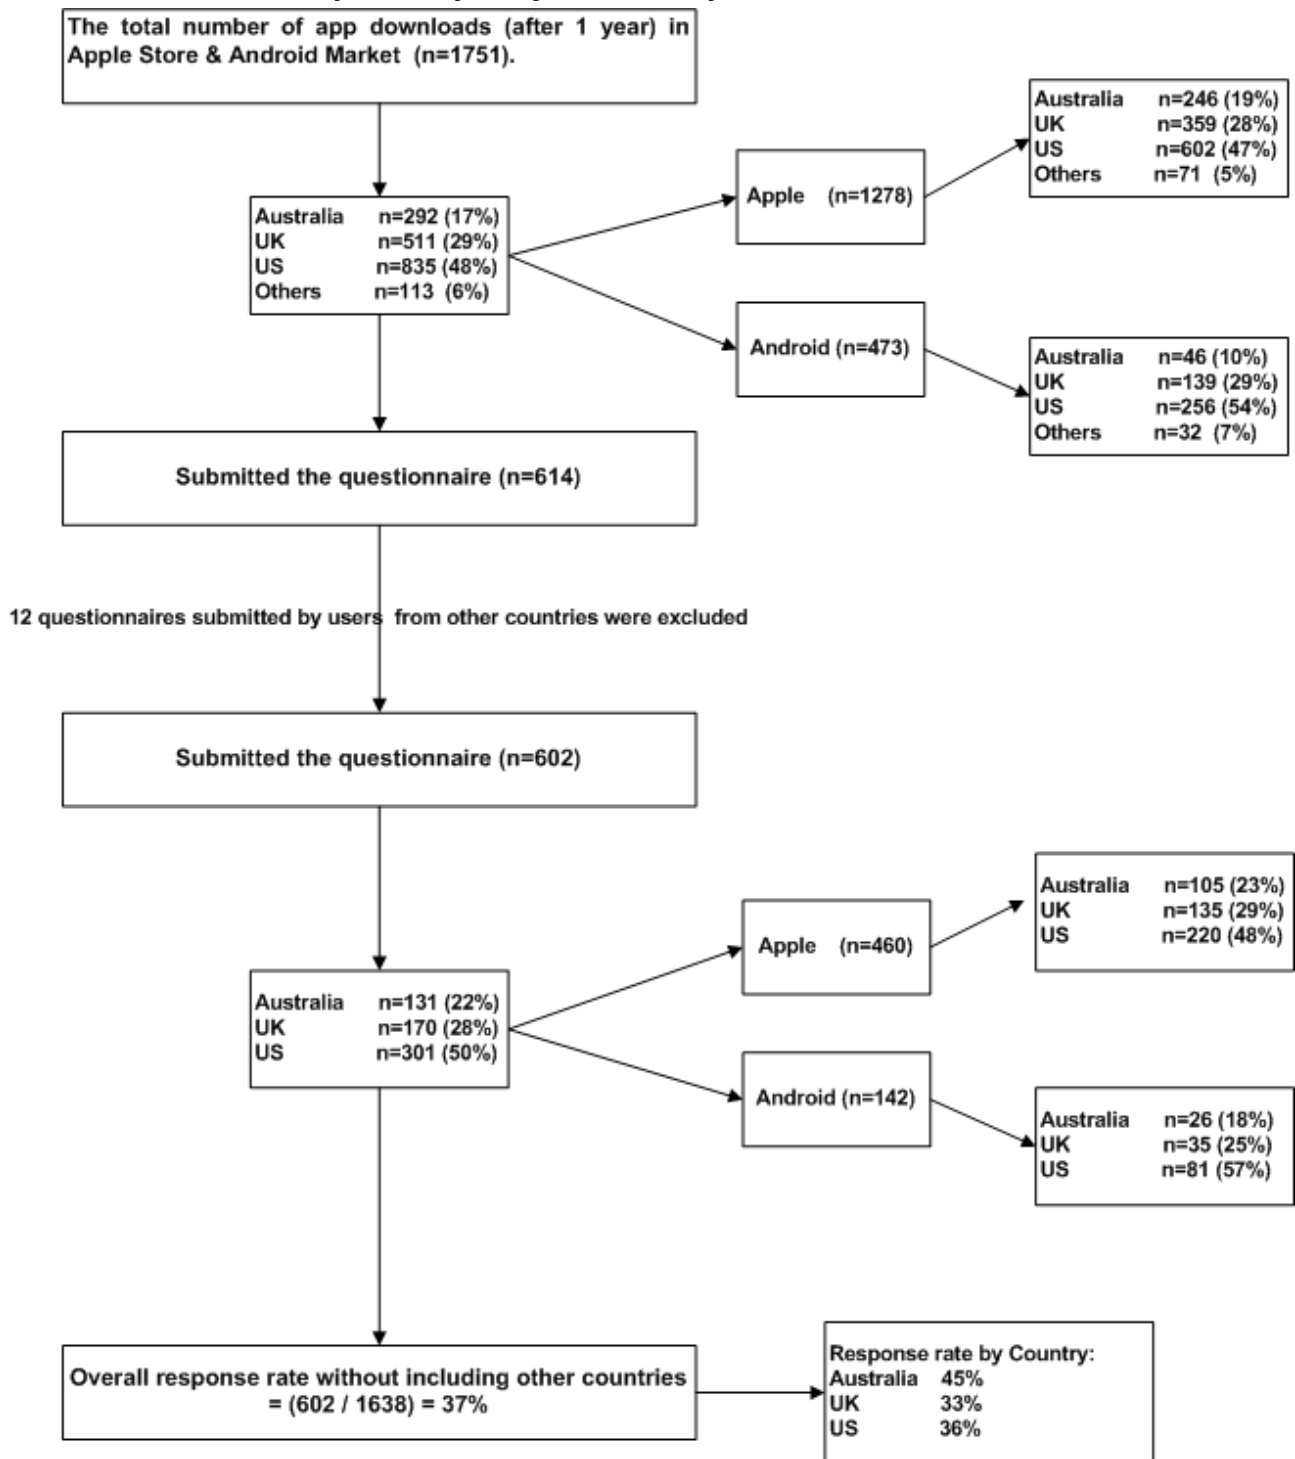 The total number of app downloads (after 1 year) in
Apple Store & Android Market (n=1751).
Australia n=292 (17%)
UK n=511 (29%)
US n=835 (48%)
Others n=113 (6%)
Apple (n=1278)
Australia n=246 (19%)
UK n=359 (28%)
US n=602 (47%)
Others n=71 (5%)
Android (n=473)
Australia n=46 (10%)
UK n=139 (29%)
US n=256 (54%)
Others n=32 (7%)
Submitted the questionnaire (n=614)
12 questionnaires submitted by users from other countries were excluded
Submitted the questionnaire (n=602)
Australia n=131 (22%)
UK n=170 (28%)
US n=301 (50%)
Apple (n=460)
Australia n=105 (23%)
UK n=135 (29%)
US n=220 (48%)
Android (n=142)
Australia n=26 (18%)
UK n=35 (25%)
US n=81 (57%)
Overall response rate without including other countries
= (602 / 1638) = 37%
Response rate by Country:
Australia 45%
UK 33%
US 36%